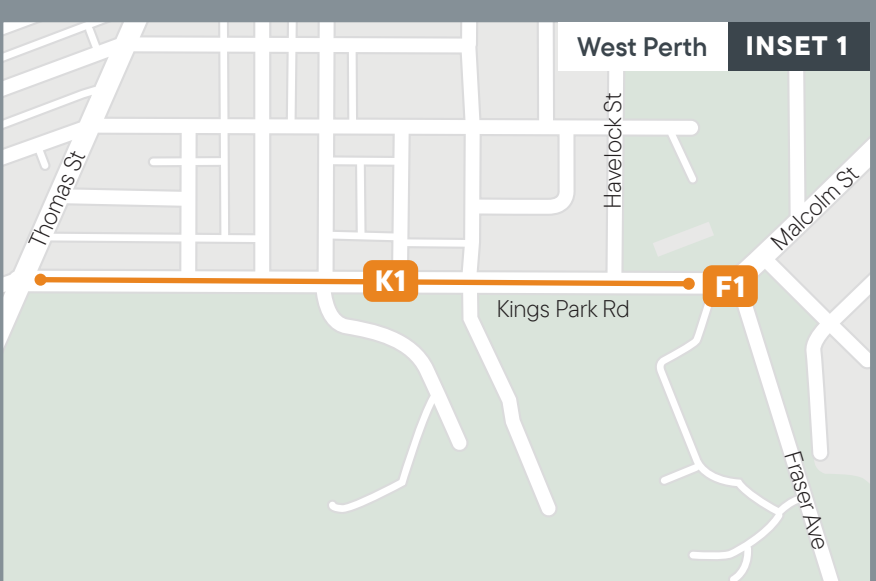 West Perth
INSET 1
Havelock St
Thomas St
Malcolm St
K1
F1
Kings Park Rd
Fraser Ave